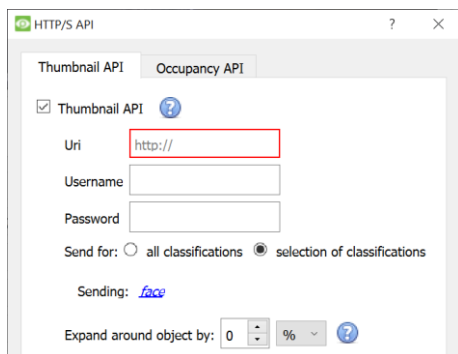 HTTP/S API ?
Thumbnail API Occupancy API
Thumbnail API ?
Uri http://
Username
Password
Send for: all classifications selection of classifications
Sending: face
Expand around object by: 0 % ?